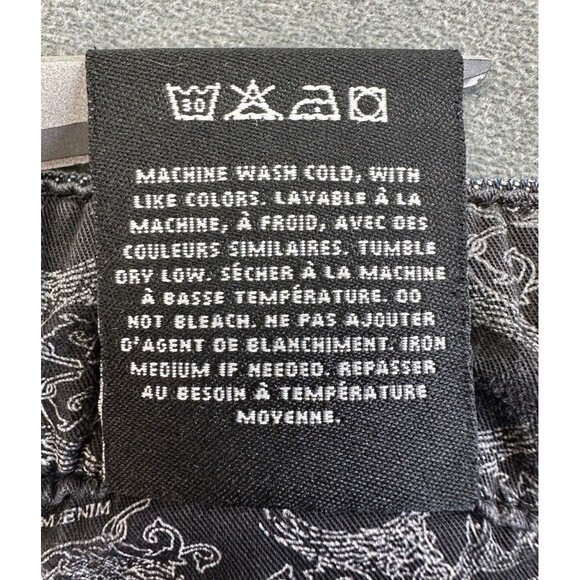 30
MACHINE WASH COLD, WITH
LIKE COLORS. LAVABLE À LA
MACHINE, À FROID, AVEC DES
COULEURS SIMILAIRES. TUMBLE
DRY LOW. SÉCHER À LA MACHINE
À BASSE TEMPÉRATURE. DO
NOT BLEACH. NE PAS AJOUTER
D'AGENT DE BLANCHIMENT. IRON
MEDIUM IF NEEDED. REPASSER
AU BESOIN À TEMPÉRATURE
MOYENNE.